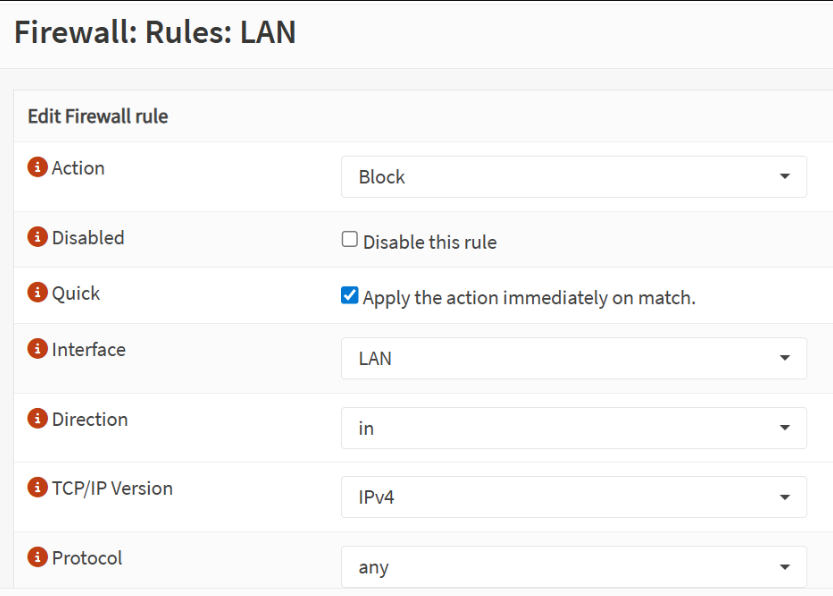 Firewall: Rules: LAN
Edit Firewall rule
Action
Block
Disabled
Disable this rule
Quick
Apply the action immediately on match.
Interface
LAN
Direction
in
TCP/IP Version
IPv4
Protocol
any